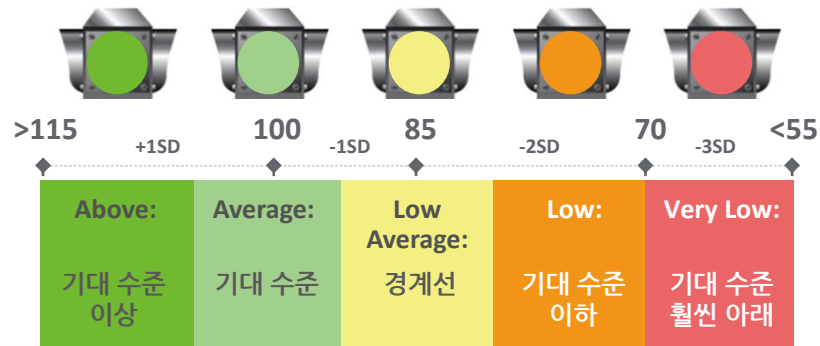 >115
100
85
70
<55
+1SD
-1SD
-2SD
-3SD
Above:
기대 수준
이상
Average:
기대 수준
Low
Average:
경계선
Low:
기대 수준
이하
Very Low:
기대 수준
훨씬 아래